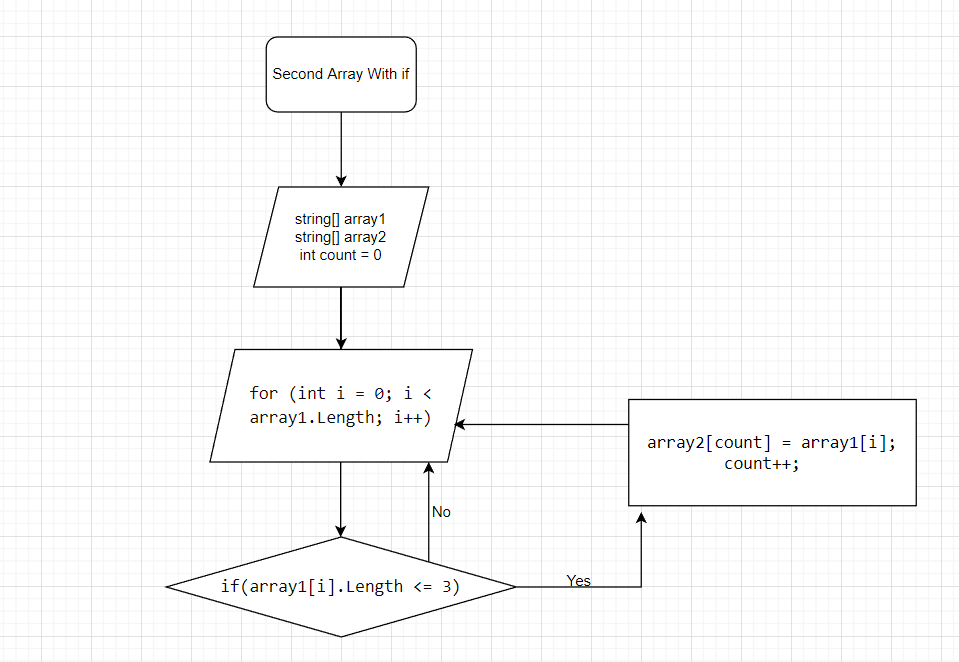 Second Array With if
string[] array1
string[] array2
int count = 0
for (int i = 0; i <
array1.Length; i++)
array2[count] = array1[i];
count++;
No
if(array1[i].Length <= 3)
Yes